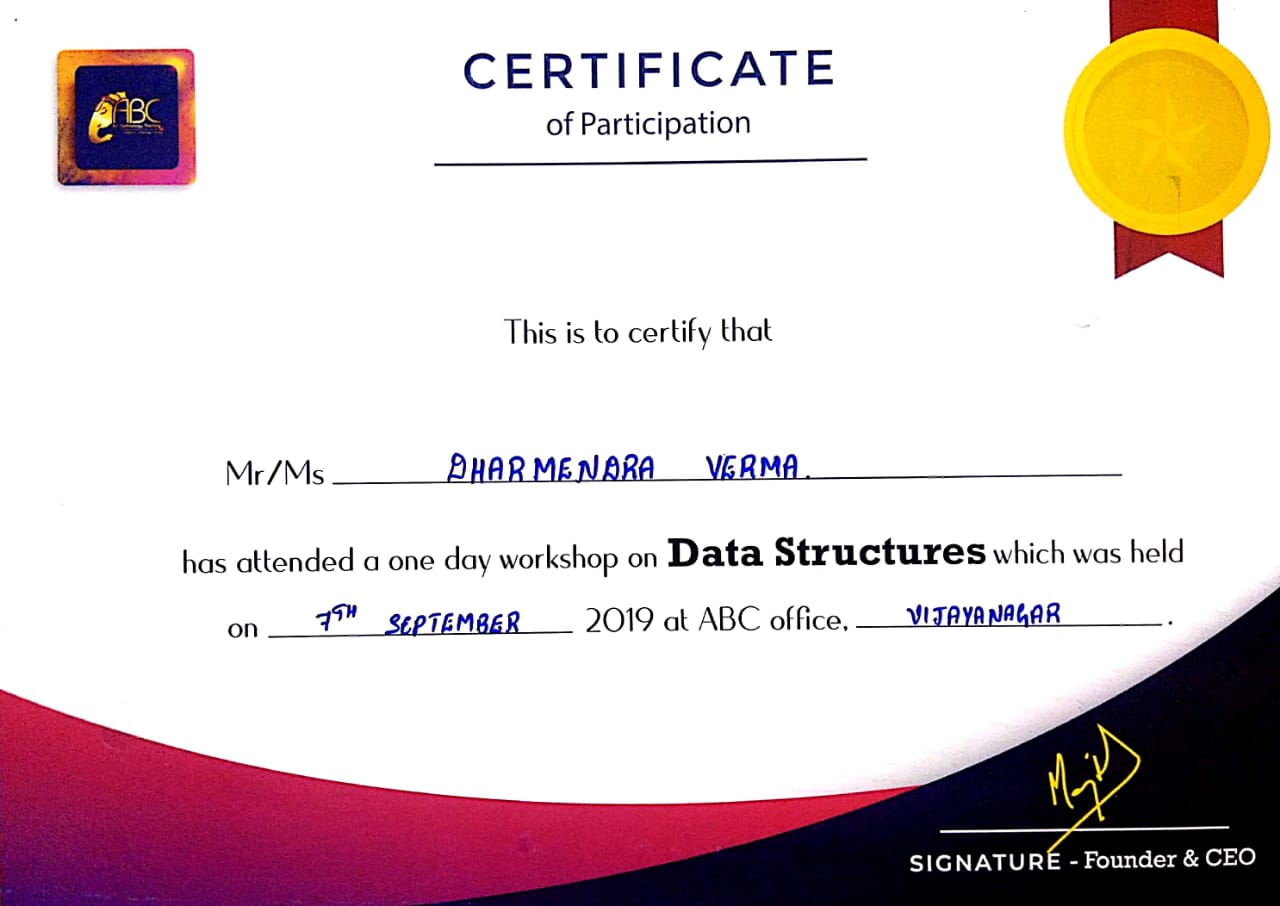 ABC
CERTIFICATE
of Participation
This is to certify that
Mr/Ms DHARMENDRA VERMA.
has attended a one day workshop on Data Structures which was held
on 7TH SEPTEMBER 2019 at ABC office, VIJAYANAGAR.
SIGNATURE - Founder & CEO